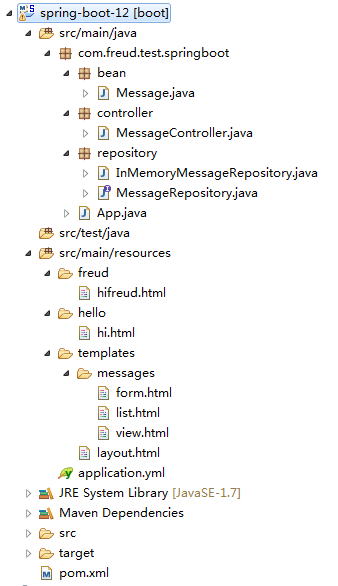 spring-boot-12 [boot]
src/main/java
com.freud.test.springboot
bean
Message.java
controller
MessageController.java
repository
InMemoryMessageRepository.java
MessageRepository.java
App.java
src/test/java
src/main/resources
freud
hifreud.html
hello
hi.html
templates
messages
form.html
list.html
view.html
layout.html
application.yml
JRE System Library [JavaSE-1.7]
Maven Dependencies
src
target
pom.xml